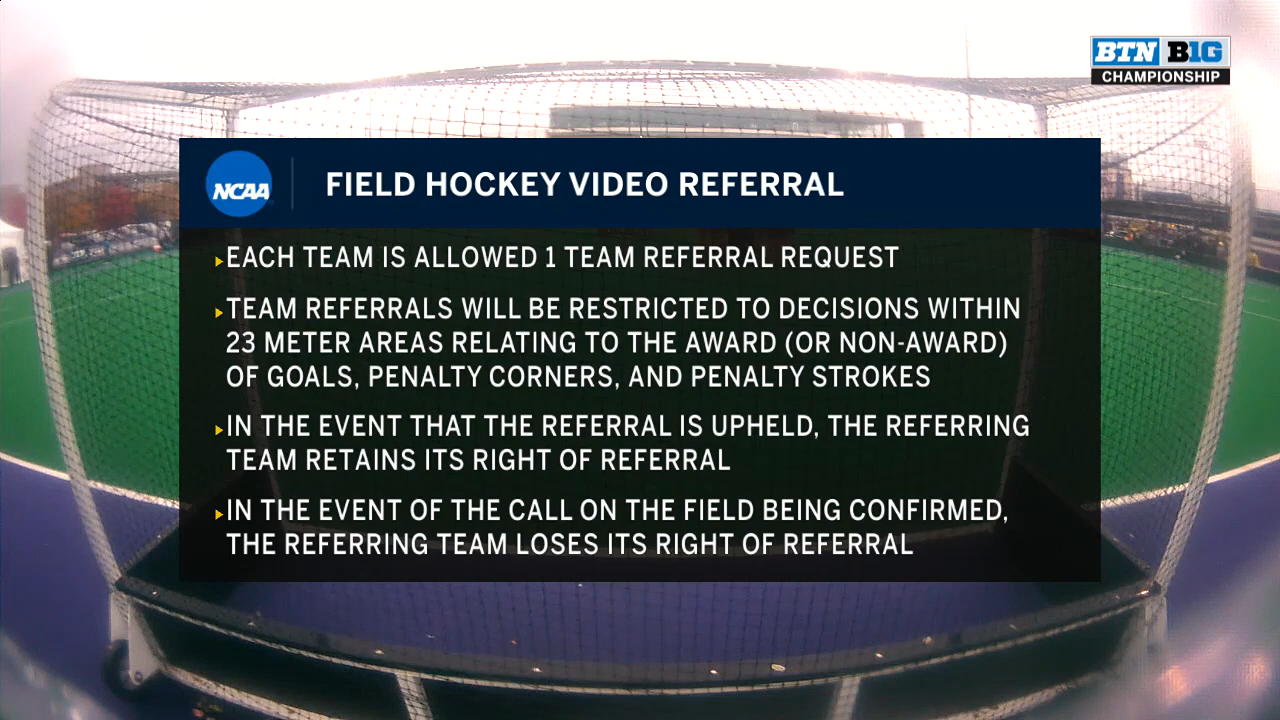 BTN B1G
CHAMPIONSHIP
NCAA
FIELD HOCKEY VIDEO REFERRAL
EACH TEAM IS ALLOWED 1 TEAM REFERRAL REQUEST
TEAM REFERRALS WILL BE RESTRICTED TO DECISIONS WITHIN
23 METER AREAS RELATING TO THE AWARD (OR NON-AWARD)
OF GOALS, PENALTY CORNERS, AND PENALTY STROKES
IN THE EVENT THAT THE REFERRAL IS UPHELD, THE REFERRING
TEAM RETAINS ITS RIGHT OF REFERRAL
IN THE EVENT OF THE CALL ON THE FIELD BEING CONFIRMED,
THE REFERRING TEAM LOSES ITS RIGHT OF REFERRAL